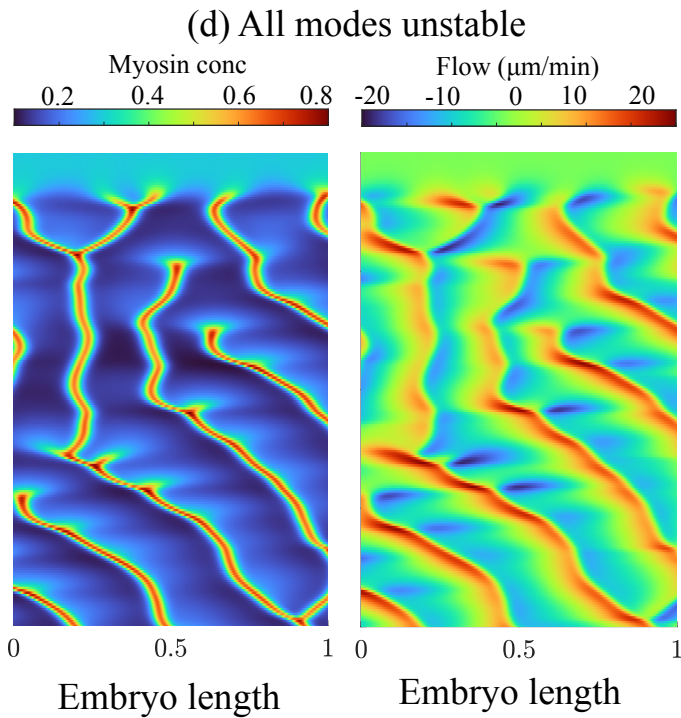 (d) All modes unstable
Myosin conc
0.2 0.4 0.6 0.8
Flow (μm/min)
-20 -10 0 10 20
0 0.5 1
Embryo length
0 0.5 1
Embryo length